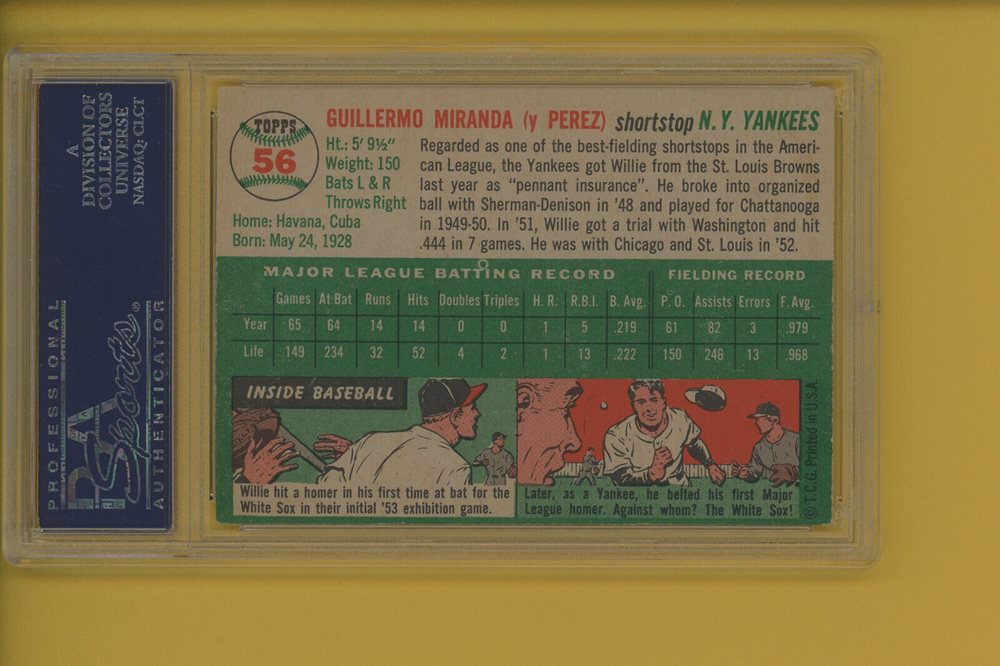 A
DIVISION OF
COLLECTORS
UNIVERSE
NASDAQ: CLCT
PROFESSIONAL
PSA
Sports®
AUTHENTICATOR
TOPPS
56
GUILLERMO MIRANDA (y PEREZ) shortstop N. Y. YANKEES
Ht.: 5' 9½"
Weight: 150
Bats L & R
Throws Right
Home: Havana, Cuba
Born: May 24, 1928
Regarded as one of the best-fielding shortstops in the Ameri-
can League, the Yankees got Willie from the St. Louis Browns
last year as "pennant insurance". He broke into organized
ball with Sherman-Denison in '48 and played for Chattanooga
in 1949-50. In '51, Willie got a trial with Washington and hit
.444 in 7 games. He was with Chicago and St. Louis in '52.
MAJOR LEAGUE BATTING RECORD FIELDING RECORD
Games At Bat Runs Hits Doubles Triples H. R. R.B.I. B. Avg. P. O. Assists Errors F. Avg.
Year 65 64 14 14 0 0 1 5 .219 61 82 3 .979
Life 149 234 32 52 4 2 1 13 .222 150 246 13 .968
INSIDE BASEBALL
Willie hit a homer in his first time at bat for the
White Sox in their initial '53 exhibition game.
Later, as a Yankee, he belted his first Major
League homer. Against whom? The White Sox!
© T.C.G. Printed in U.S.A.